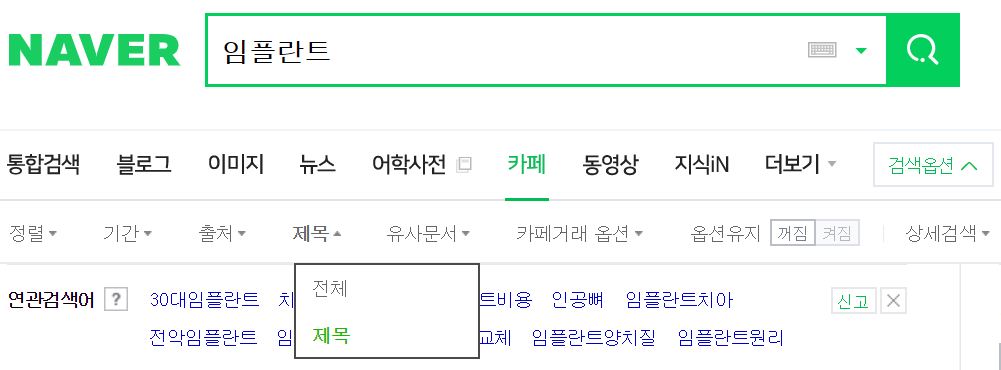 NAVER 임플란트
통합검색 블로그 이미지 뉴스 어학사전 카페 동영상 지식iN 더보기 검색옵션
정렬 기간 출처 제목 유사문서 카페거래 옵션 옵션유지 꺼짐 켜짐 상세검색
전체
제목
연관검색어 ? 30대임플란트 치 트비용 인공뼈 임플란트치아 신고
전악임플란트 임 교체 임플란트양치질 임플란트원리